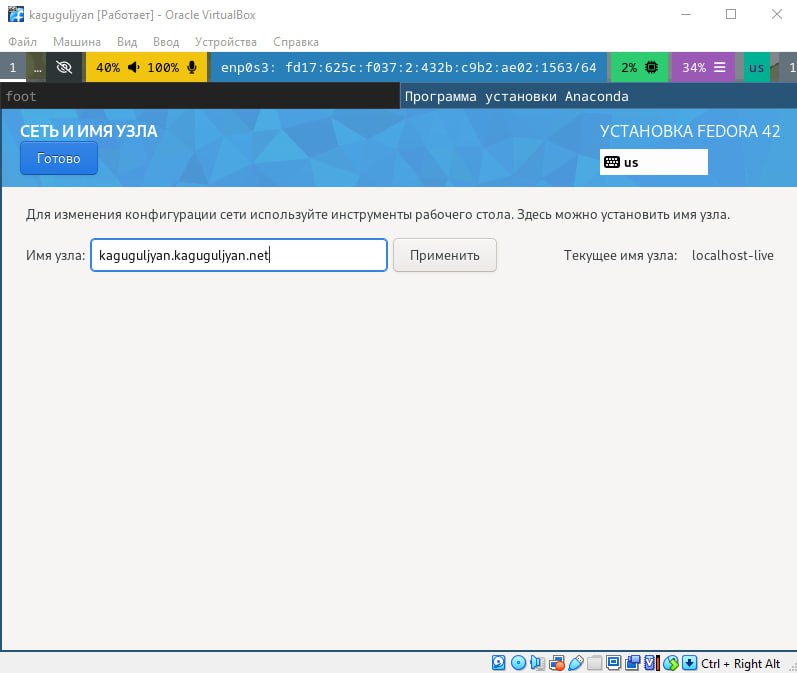 kaguguljyan [Работает] - Oracle VirtualBox
Файл Машина Вид Ввод Устройства Справка
1 ... 40% 100% enp0s3: fd17:625c:f037:2:432b:c9b2:ae02:1563/64 2% 34% us 1
foot Программа установки Anaconda
СЕТЬ И ИМЯ УЗЛА УСТАНОВКА FEDORA 42
Готово us
Для изменения конфигурации сети используйте инструменты рабочего стола. Здесь можно установить имя узла.
Имя узла: kaguguljyan.kaguguljyan.net Применить Текущее имя узла: localhost-live
Ctrl + Right Alt